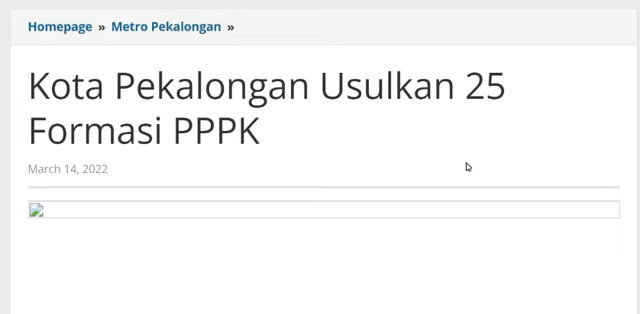 Homepage » Metro Pekalongan »
Kota Pekalongan Usulkan 25
Formasi PPPK
March 14, 2022